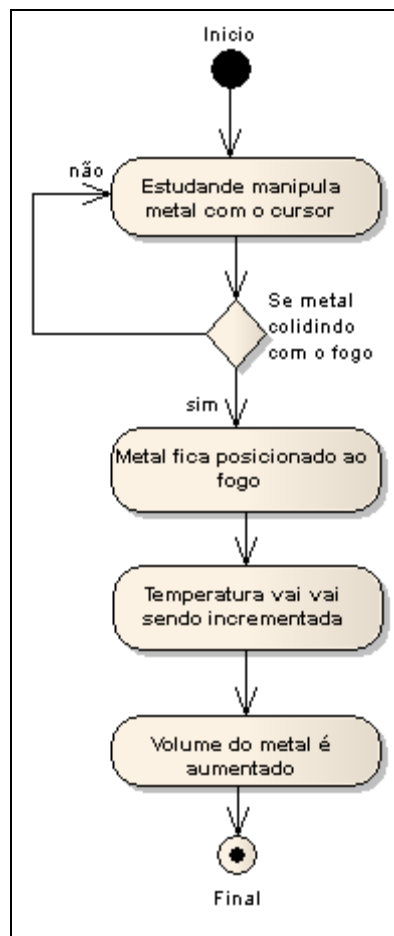 Inicio
não
Estudande manipula
metal com o cursor
Se metal
colidindo
com o fogo
sim
Metal fica posicionado ao
fogo
Temperatura vai vai
sendo incrementada
Volume do metal é
aumentado
Final